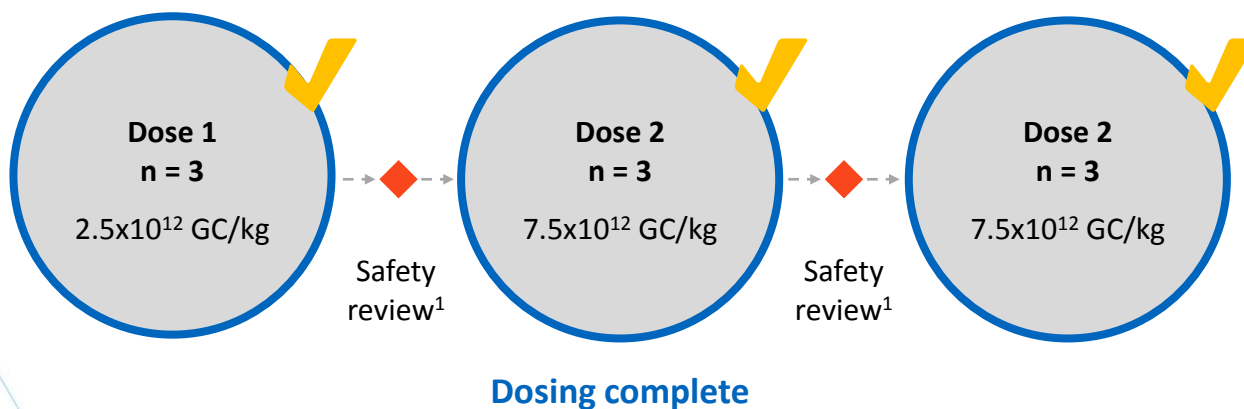 Dose 1
n = 3
2.5x10¹² GC/kg
Safety
review¹
Dose 2
n = 3
7.5x10¹² GC/kg
Safety
review¹
Dose 2
n = 3
7.5x10¹² GC/kg
Dosing complete